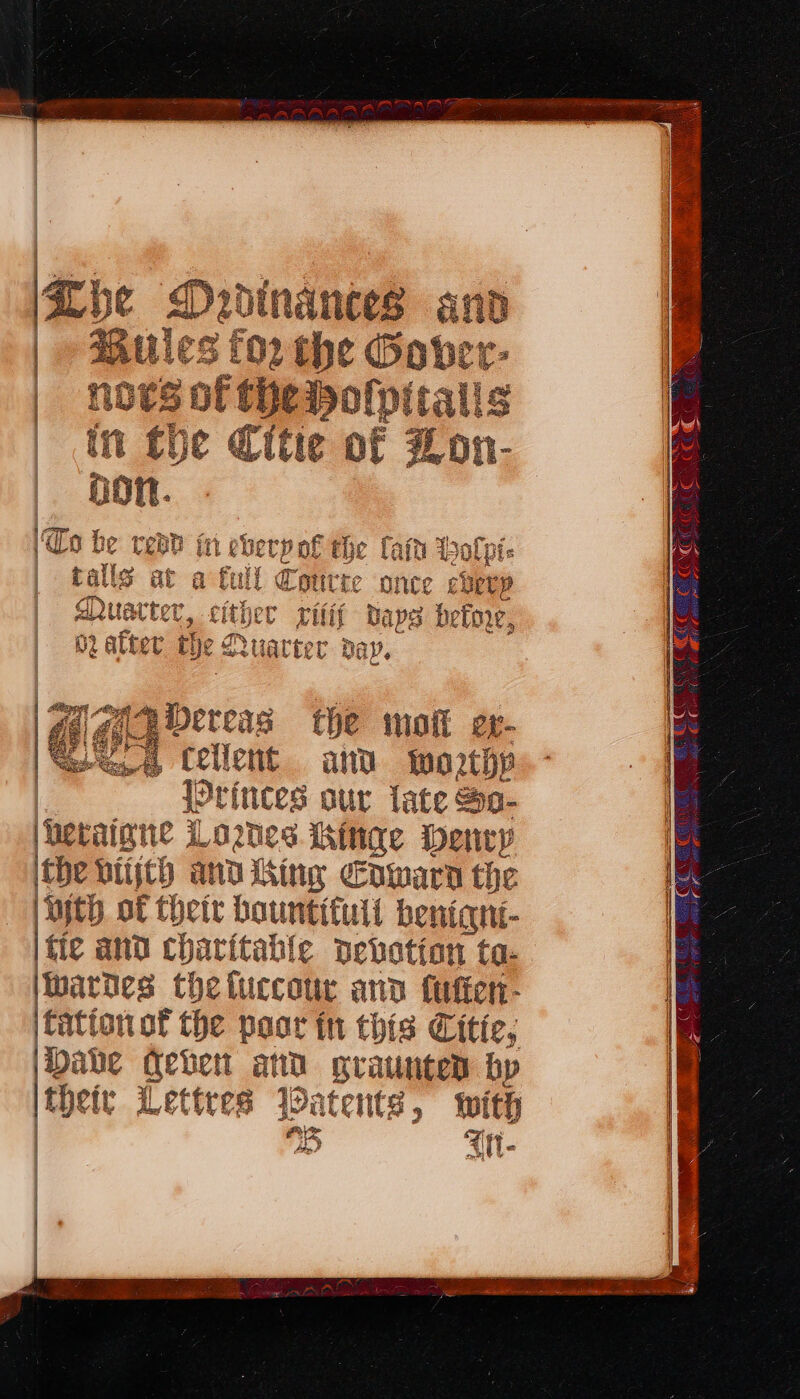 The Ordinances and
Rules for the Gover-
nors of the Hoſpitalls
in the Citie of Lon-
don.
To be redd in every of the ſaid Hoſpi-
talls at a full Courte once every
Quarter, either xiiij days before,
or after the Quarter day.
WHereas the moſt ex-
cellent and worthy
Princes our late So-
veraigne Lordes Kinge Henry
the viijth and King Edward the
vjth of their bountifull benigni-
tie and charitable devotion to-
wardes the ſuccour and ſuſten-
tation of the poor in this Citie,
Have geven and graunted by
their Lettres Patents, with
B In-